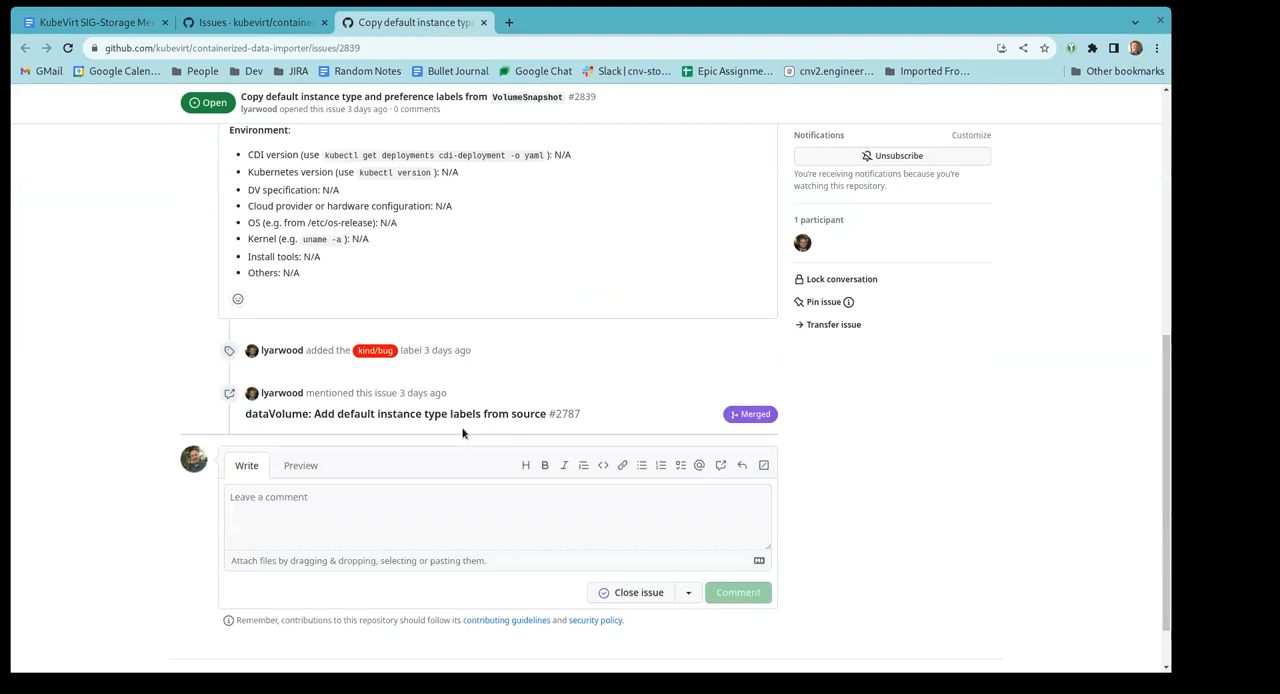 KubeVirt SIG-Storage Me
Issues · kubevirt/containe
Copy default instance typ
github.com/kubevirt/containerized-data-importer/issues/2839
GMail
Google Calen...
People
Dev
JIRA
Random Notes
Bullet Journal
Google Chat
Slack | cnv-sto...
Epic Assignme...
cnv2.engineer...
Imported Fro...
Other bookmarks
Open
Copy default instance type and preference labels from VolumeSnapshot #2839
lyarwood opened this issue 3 days ago · 0 comments
Environment:
• CDI version (use kubectl get deployments cdi-deployment -o yaml ): N/A
• Kubernetes version (use kubectl version ): N/A
• DV specification: N/A
• Cloud provider or hardware configuration: N/A
• OS (e.g. from /etc/os-release): N/A
• Kernel (e.g. uname -a ): N/A
• Install tools: N/A
• Others: N/A
Notifications
Customize
Unsubscribe
You're receiving notifications because you're
watching this repository.
1 participant
Lock conversation
Pin issue
Transfer issue
lyarwood added the kind/bug label 3 days ago
lyarwood mentioned this issue 3 days ago
dataVolume: Add default instance type labels from source #2787
Merged
Write
Preview
Leave a comment
Attach files by dragging & dropping, selecting or pasting them.
Close issue
Comment
Remember, contributions to this repository should follow its contributing guidelines and security policy.